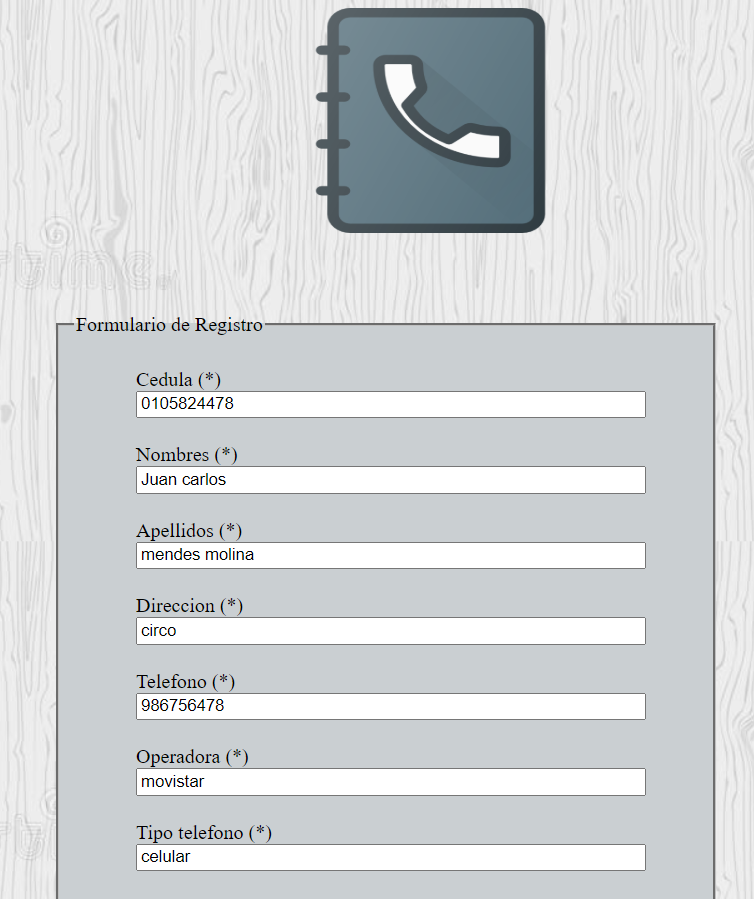 Formulario de Registro
Cedula (*)
0105824478
Nombres (*)
Juan carlos
Apellidos (*)
mendes molina
Direccion (*)
circo
Telefono (*)
986756478
Operadora (*)
movistar
Tipo telefono (*)
celular